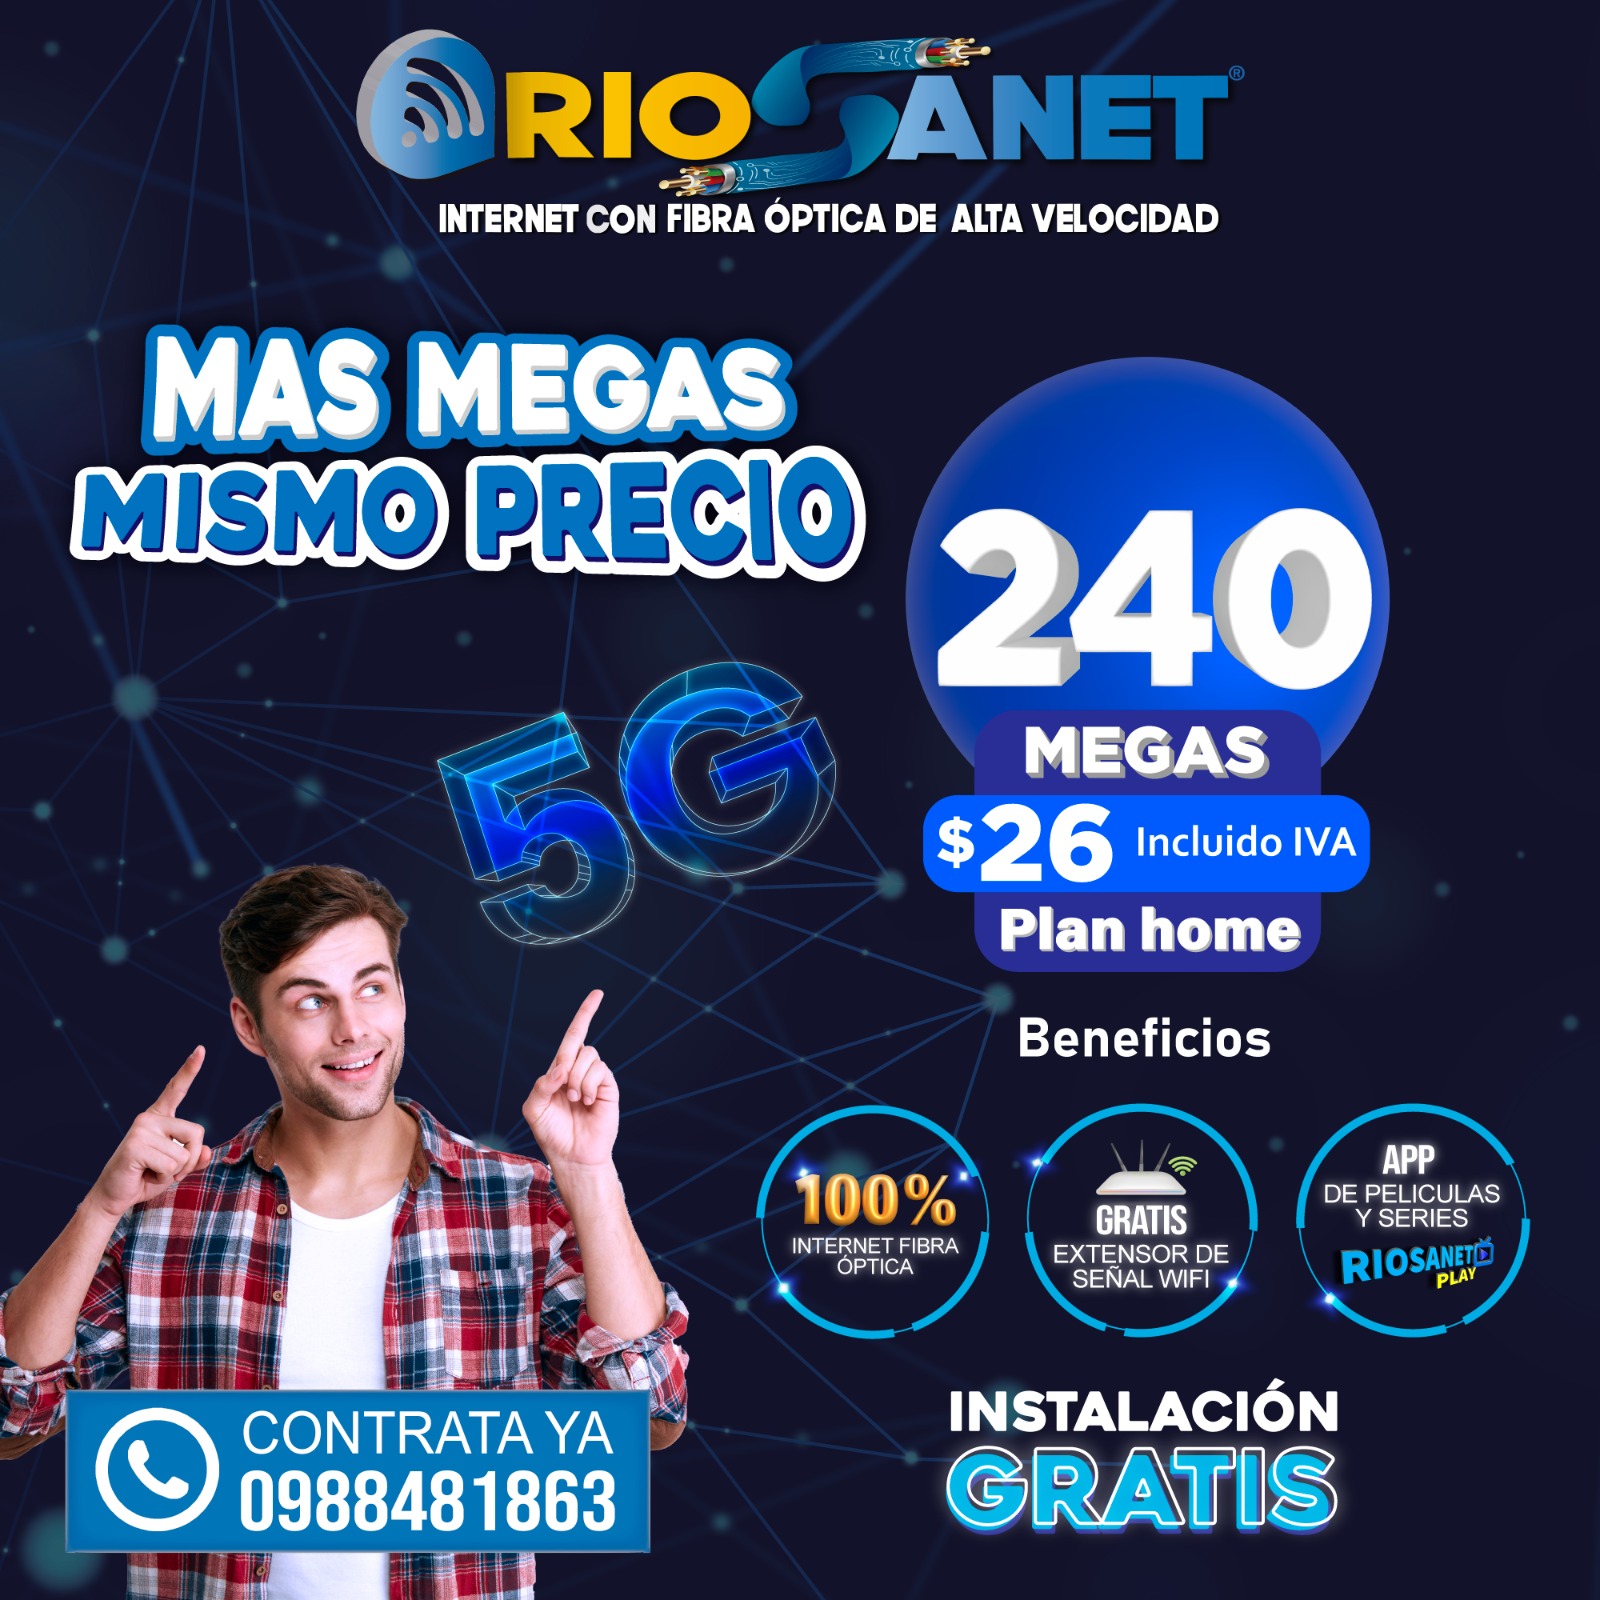 RIOSANET®
INTERNET CON FIBRA ÓPTICA DE ALTA VELOCIDAD
MAS MEGAS
MISMO PRECIO
5G
240
MEGAS
$26 Incluido IVA
Plan home
Beneficios
100%
INTERNET FIBRA
ÓPTICA
GRATIS
EXTENSOR DE
SEÑAL WIFI
APP
DE PELICULAS
Y SERIES
RIOSANET
PLAY
INSTALACIÓN
GRATIS
CONTRATA YA
0988481863